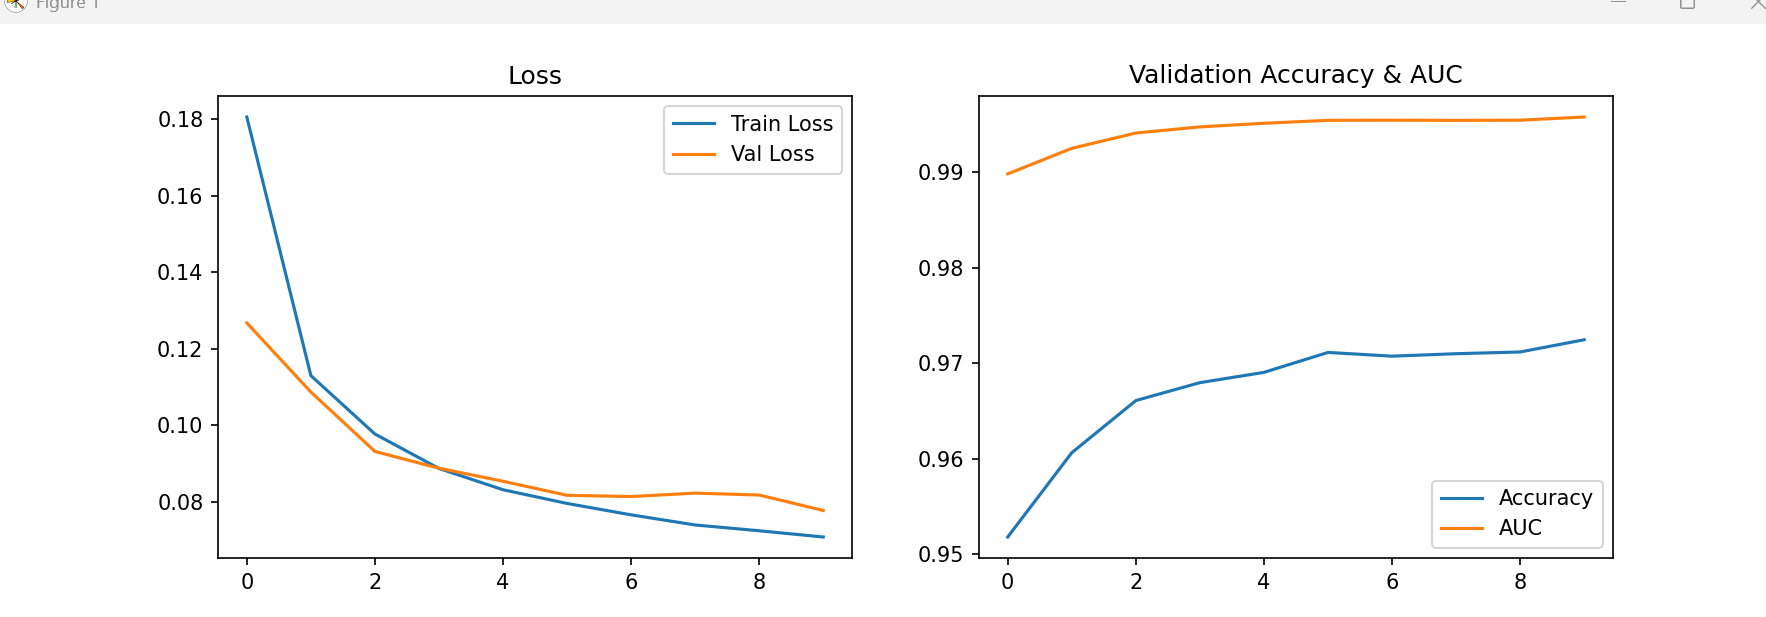 Figure 1
Loss
Train Loss
Val Loss
0.18
0.16
0.14
0.12
0.10
0.08
0 2 4 6 8
Validation Accuracy & AUC
0.99
0.98
0.97
0.96
0.95
Accuracy
AUC
0 2 4 6 8